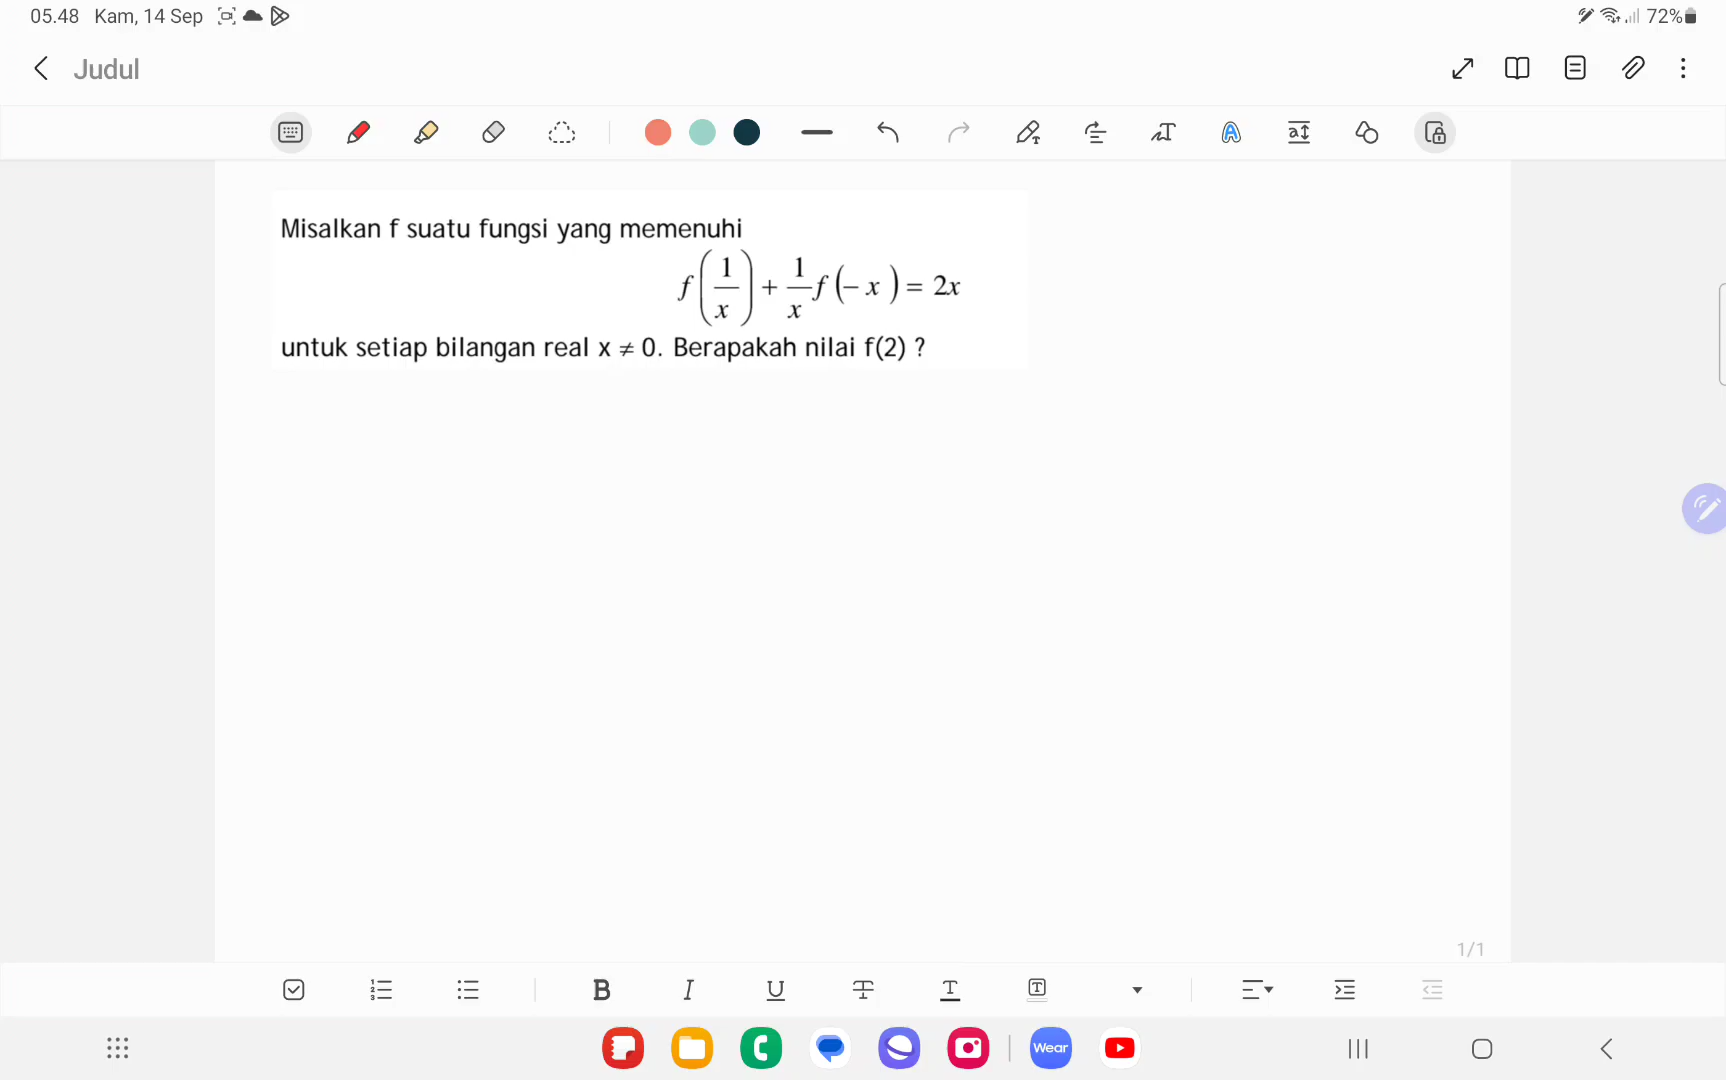 05.48 Kam, 14 Sep 72%
Judul
Misalkan f suatu fungsi yang memenuhi
f(1/x) + 1/x f(– x) = 2x
untuk setiap bilangan real x ≠ 0. Berapakah nilai f(2) ?
1/1
B I U T T T
Wear